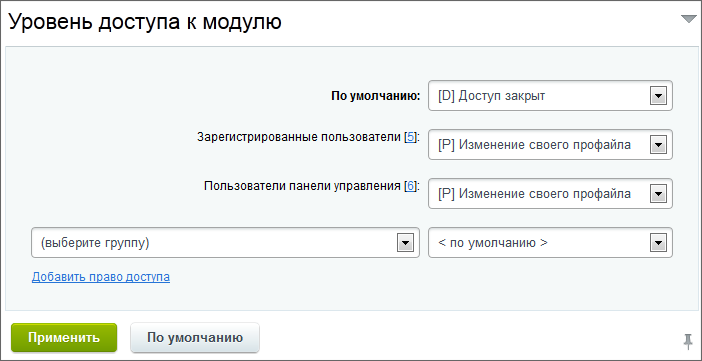 Уровень доступа к модулю
По умолчанию: [D] Доступ закрыт
Зарегистрированные пользователи [5]: [P] Изменение своего профайла
Пользователи панели управления [6]: [P] Изменение своего профайла
(выберите группу) < по умолчанию >
Добавить право доступа
Применить По умолчанию